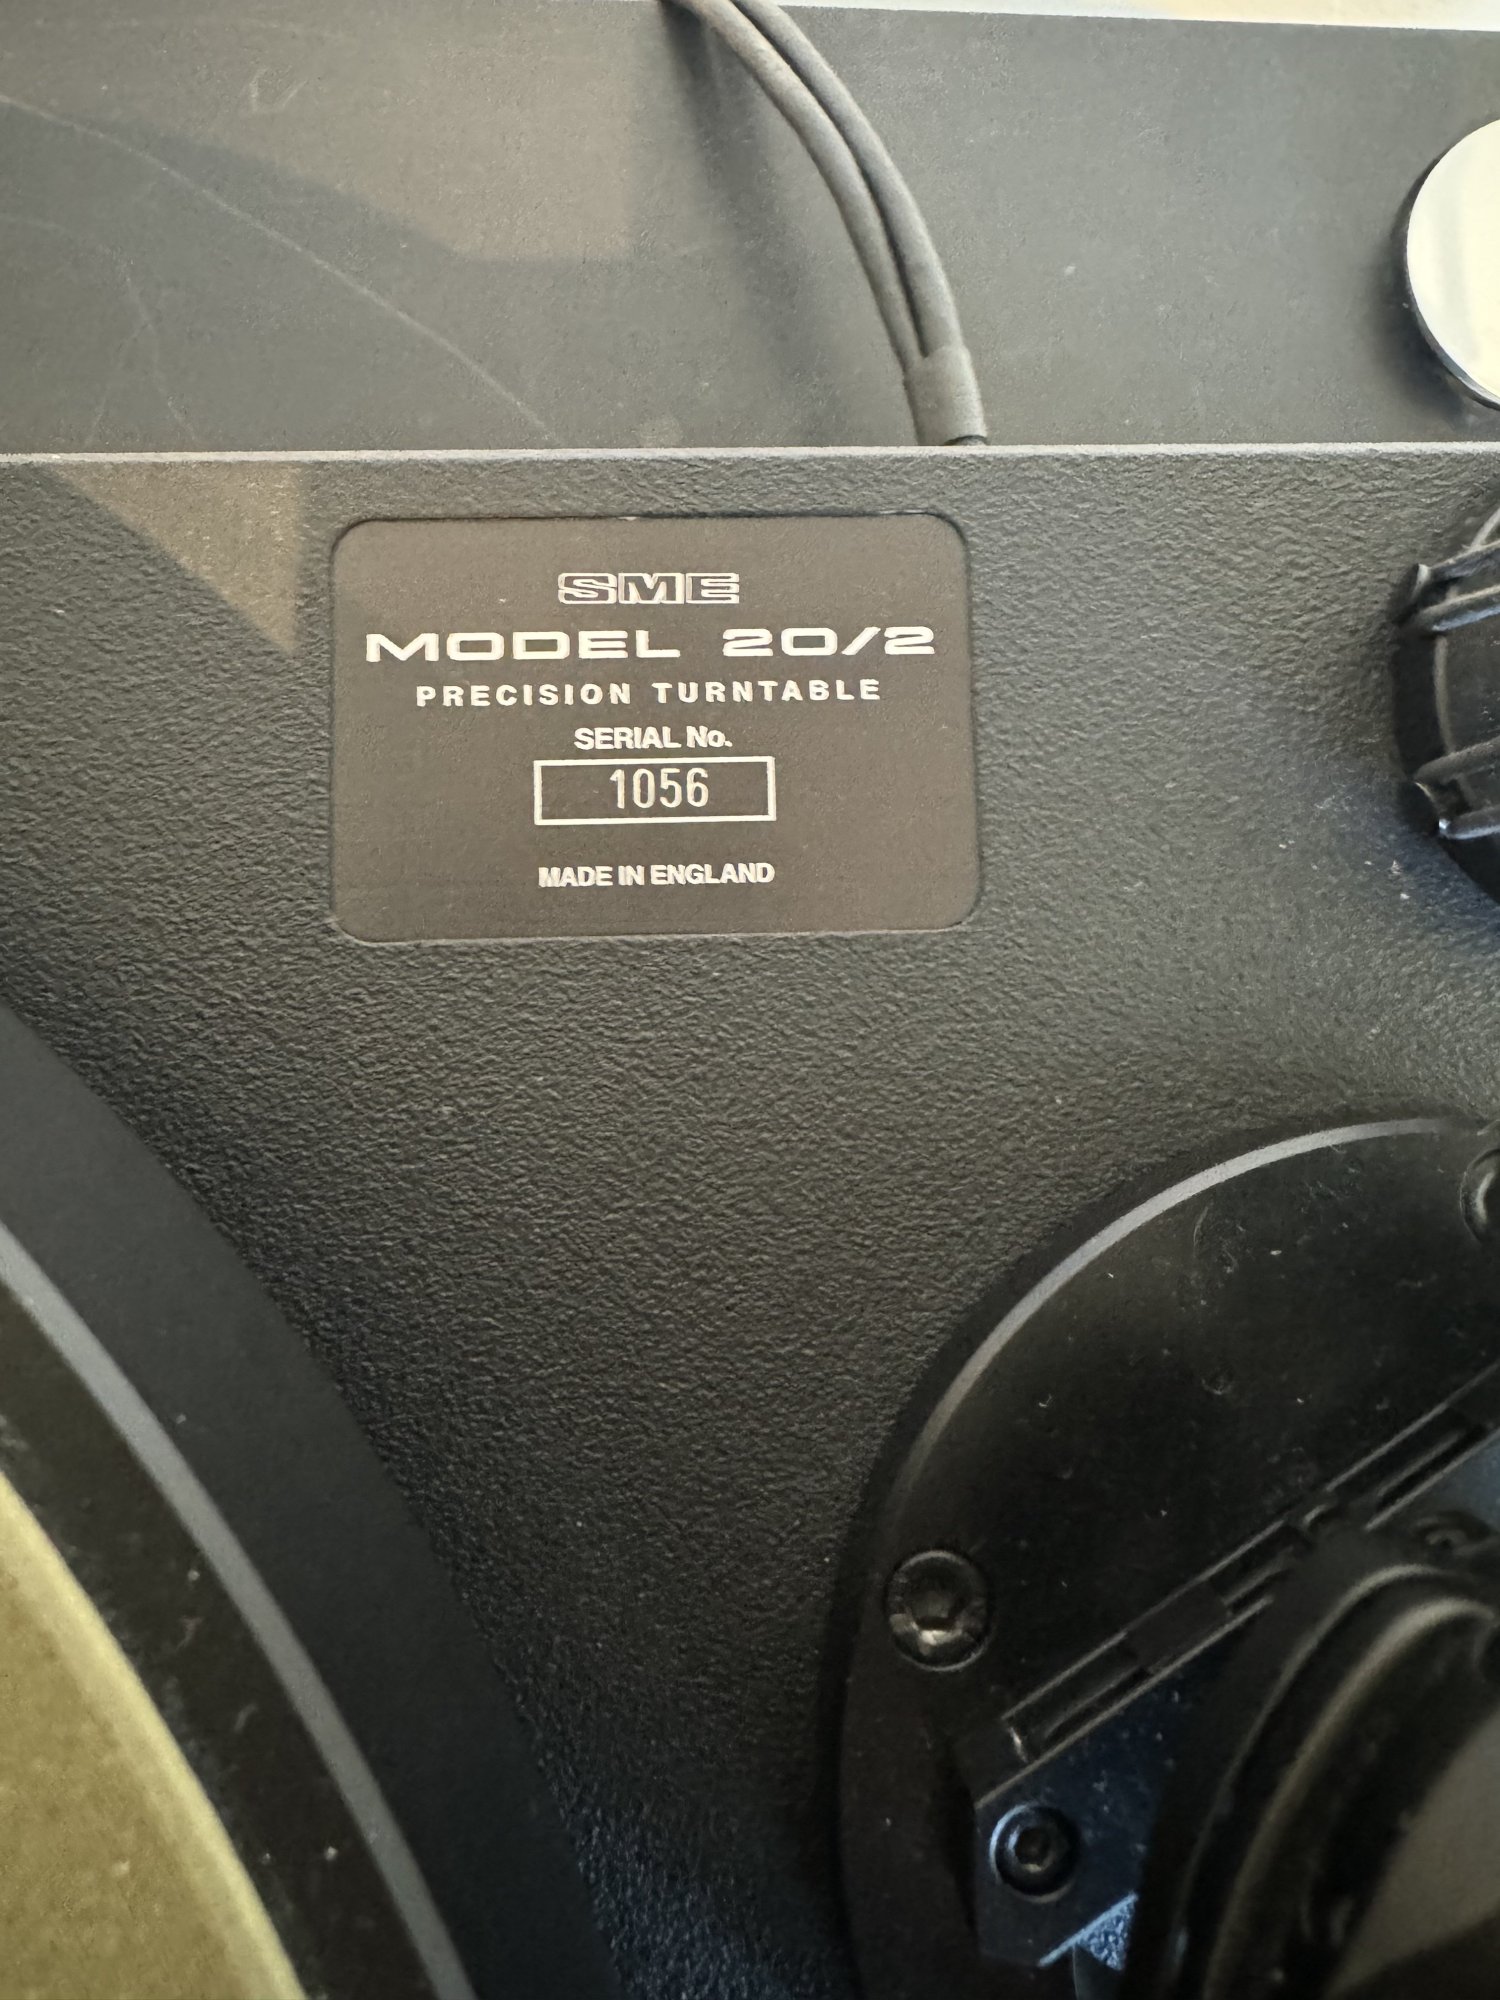 SME
MODEL 20/2
PRECISION TURNTABLE
SERIAL No.
1056
MADE IN ENGLAND